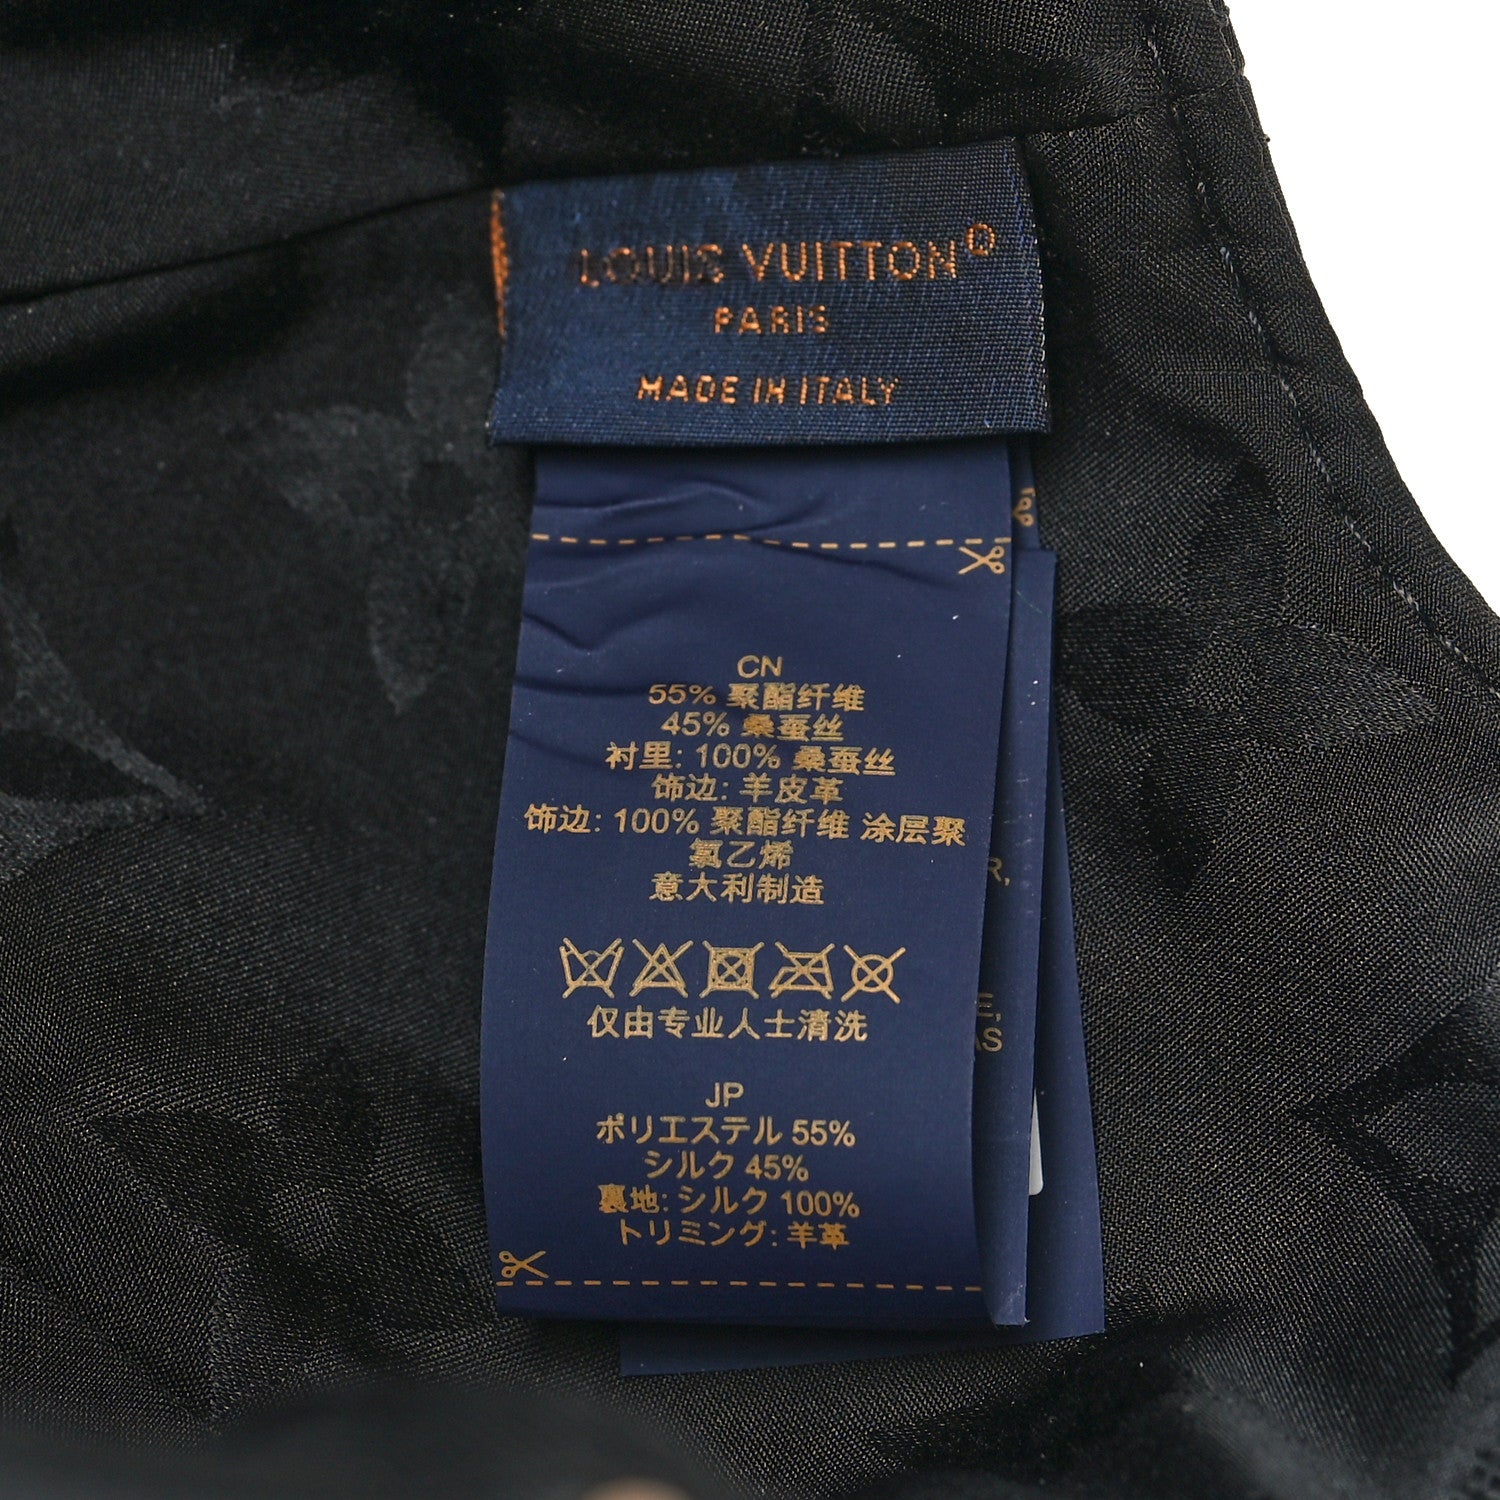 LOUIS VUITTON®
PARIS
MADE IN ITALY
CN
55% 聚酯纤维
45% 桑蚕丝
衬里: 100% 桑蚕丝
饰边: 羊皮革
饰边: 100% 聚酯纤维 涂层聚
氯乙烯
意大利制造
仅由专业人士清洗
JP
ポリエステル 55%
シルク 45%
裏地: シルク 100%
トリミング: 羊革
R,
E,
AS